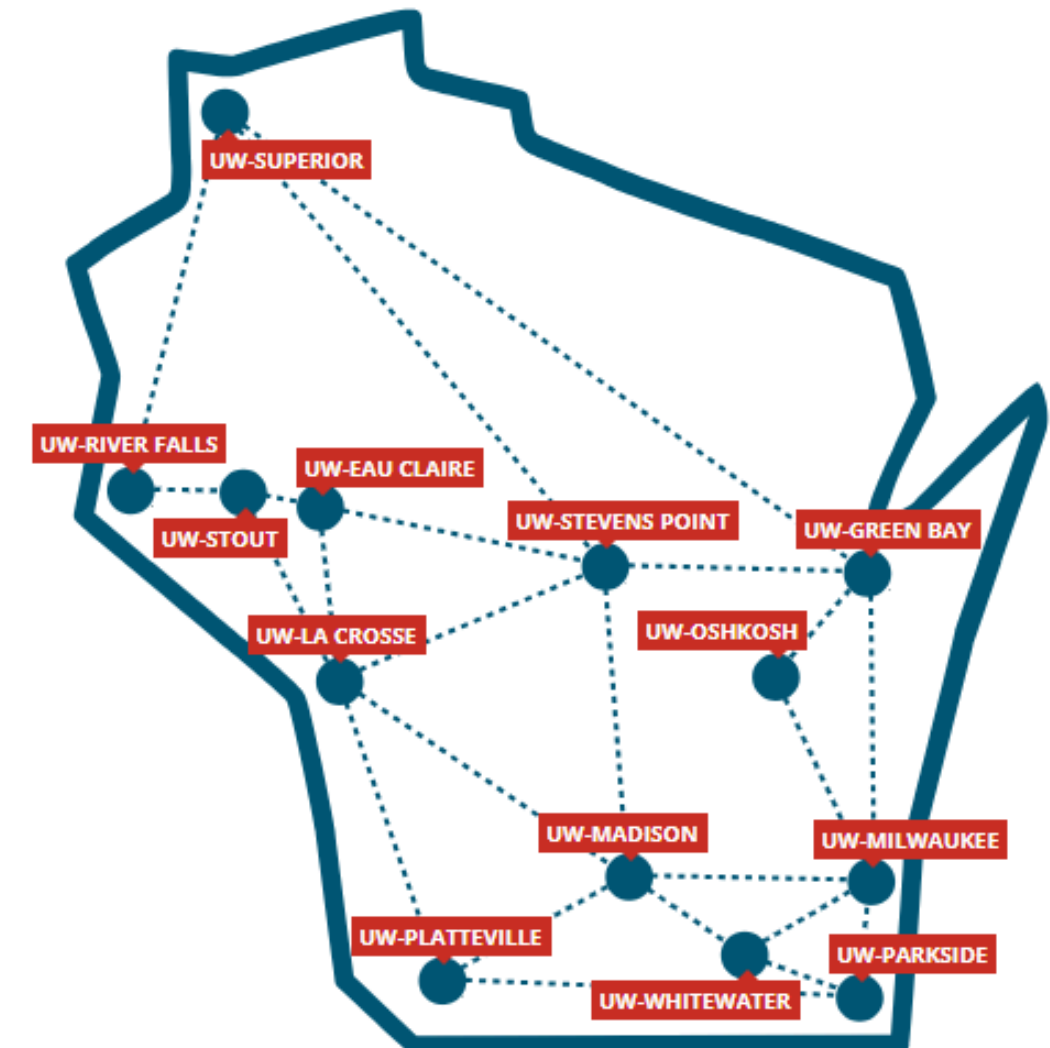 UW-SUPERIOR
UW-RIVER FALLS
UW-EAU CLAIRE
UW-STEVENS POINT
UW-GREEN BAY
UW-STOUT
UW-LA CROSSE
UW-OSHKOSH
UW-MADISON
UW-MILWAUKEE
UW-PLATTEVILLE
UW-PARKSIDE
UW-WHITEWATER